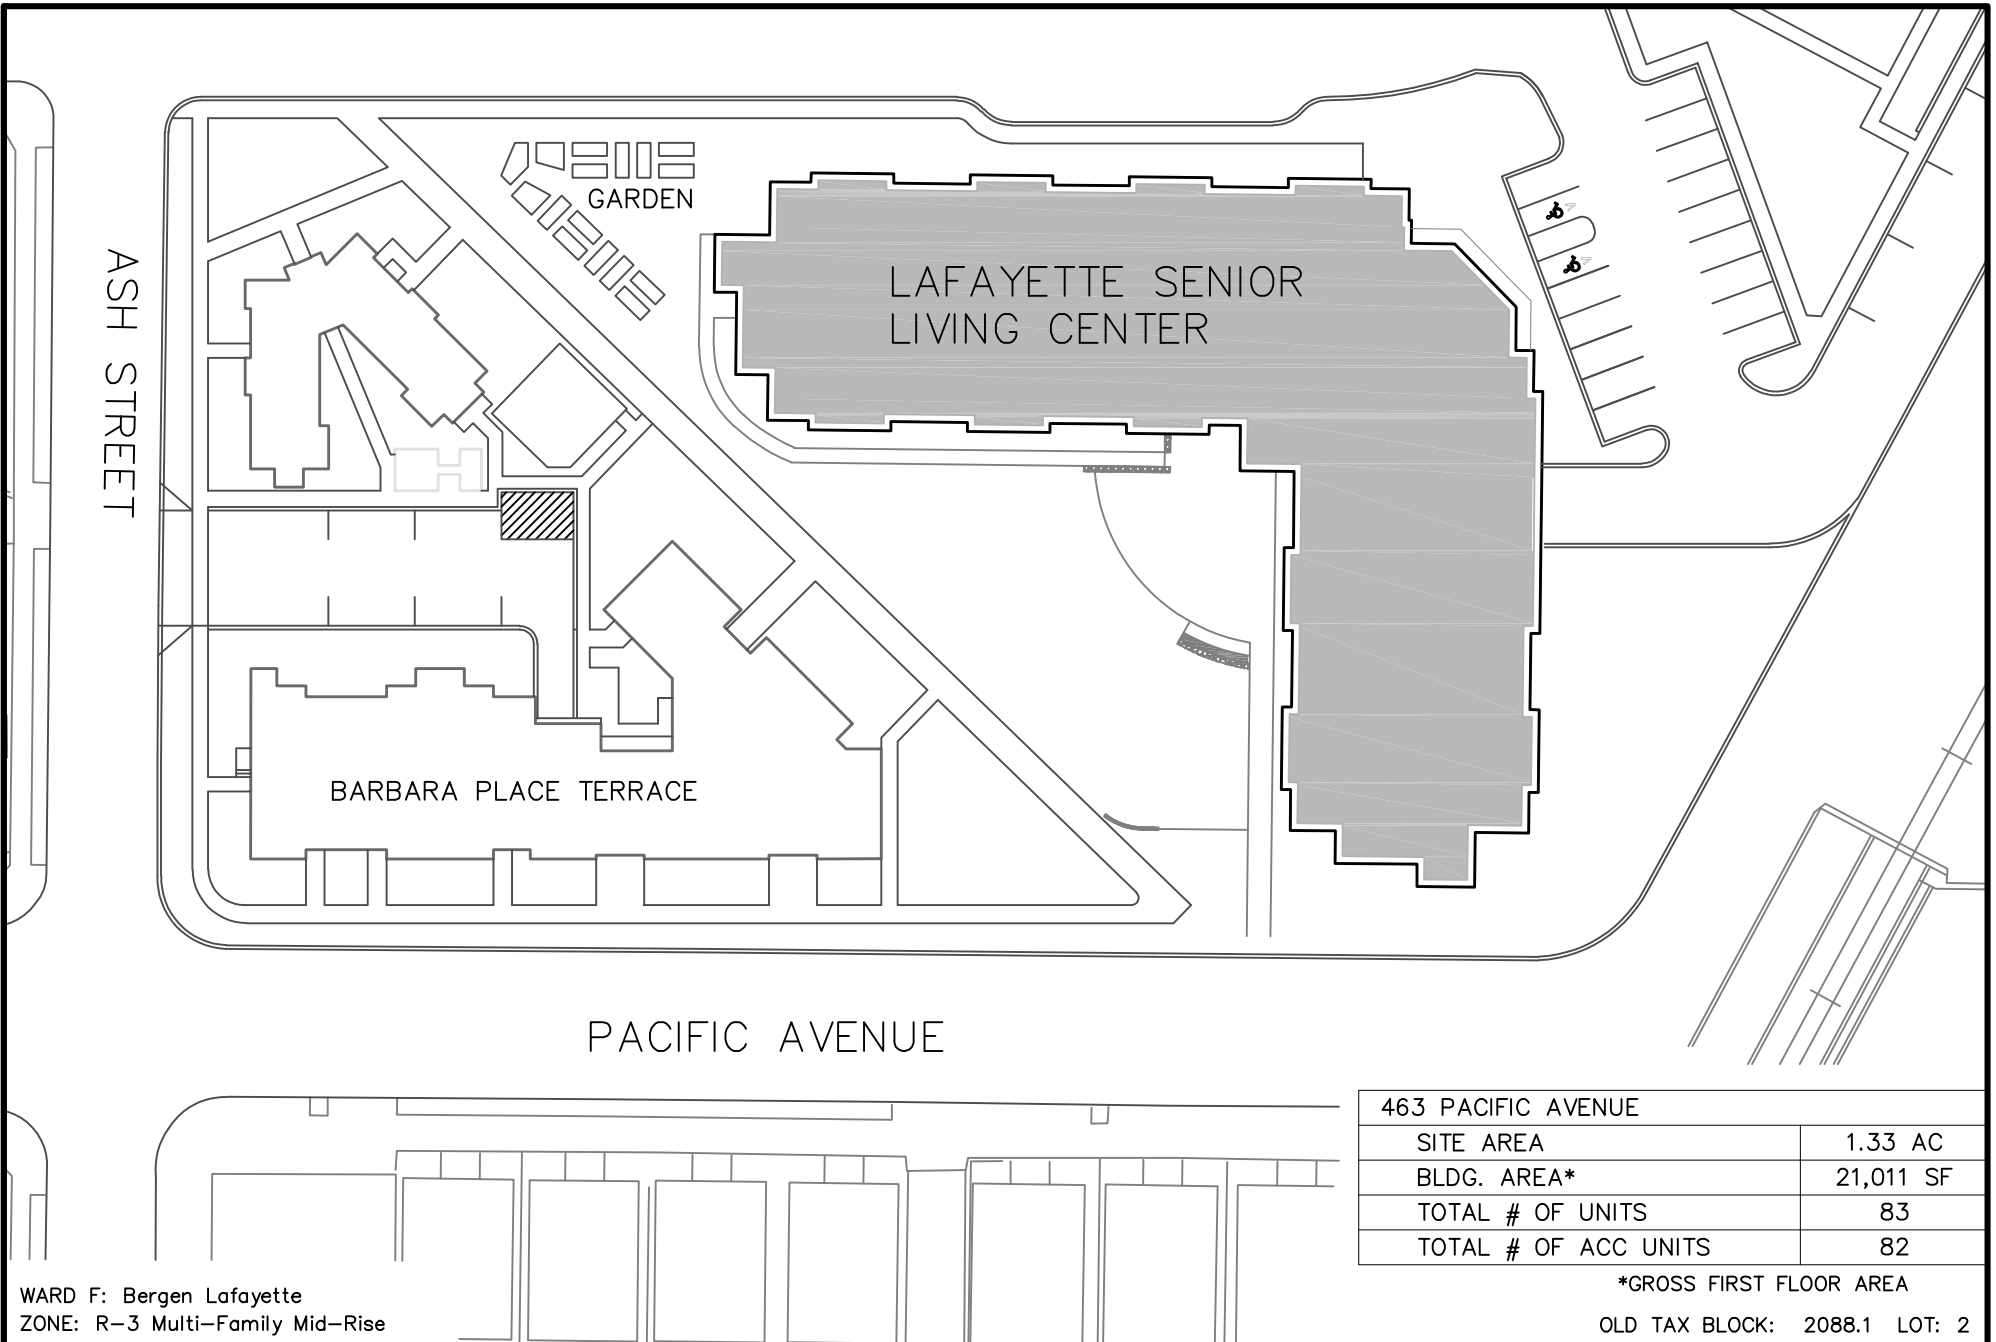 GARDEN
ASH STREET
LAFAYETTE SENIOR
LIVING CENTER
BARBARA PLACE TERRACE
PACIFIC AVENUE
463 PACIFIC AVENUE
SITE AREA 1.33 AC
BLDG. AREA* 21,011 SF
TOTAL # OF UNITS 83
TOTAL # OF ACC UNITS 82
*GROSS FIRST FLOOR AREA
WARD F: Bergen Lafayette
ZONE: R-3 Multi-Family Mid-Rise
OLD TAX BLOCK: 2088.1 LOT: 2